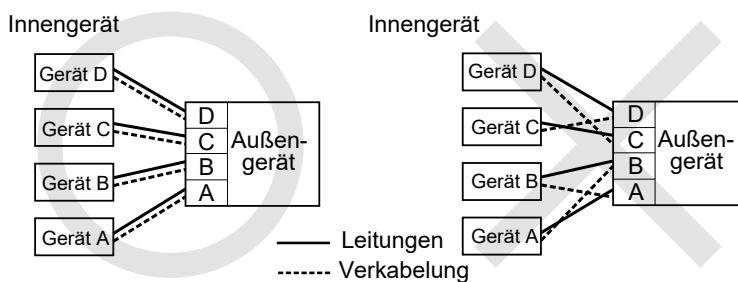 Innengerät
Gerät D
Gerät C
Gerät B
Gerät A
D
C
B
A
Außen-
gerät
Innengerät
Gerät D
Gerät C
Gerät B
Gerät A
D
C
B
A
Außen-
gerät
Leitungen
Verkabelung